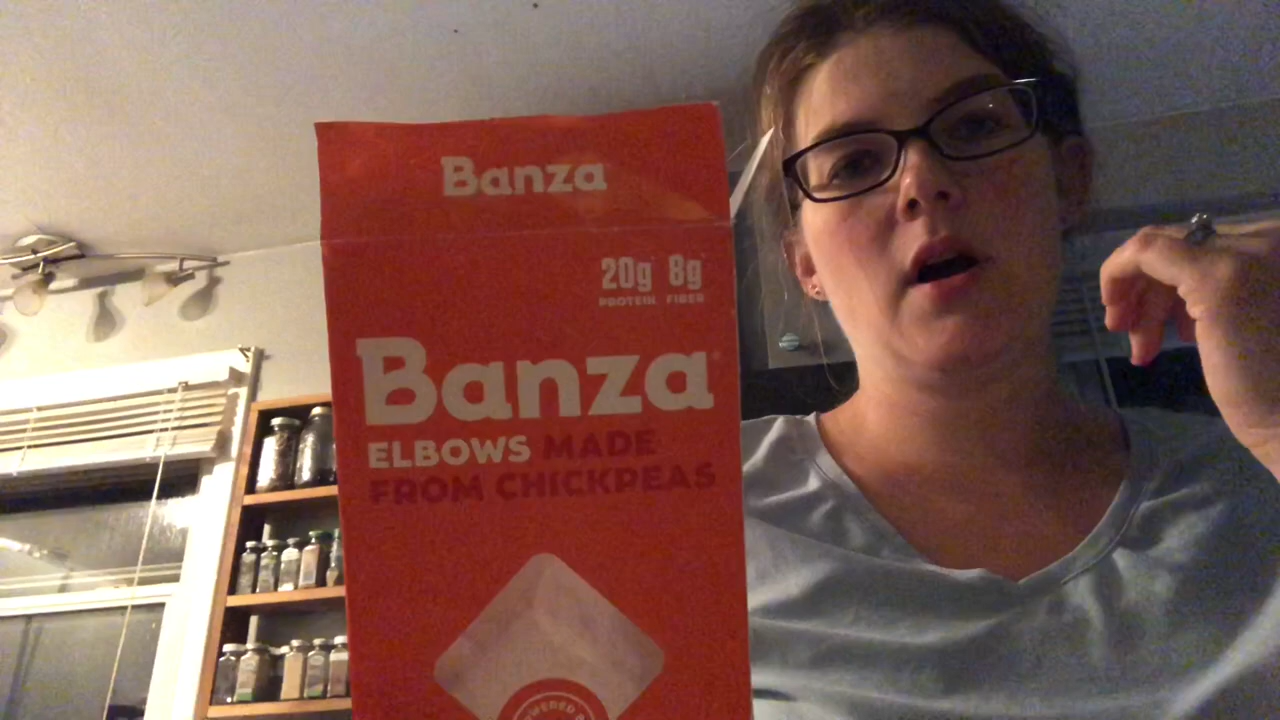 Banza
20g 8g
PROTEIN FIBER
Banza
ELBOWS MADE
FROM CHICKPEAS